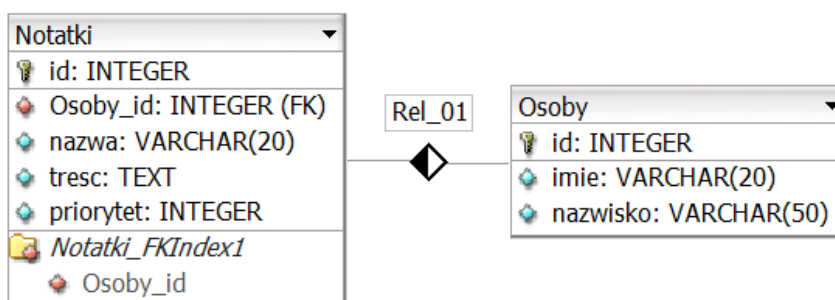 Notatki
id: INTEGER
Osoby_id: INTEGER (FK)
nazwa: VARCHAR(20)
tresc: TEXT
priorytet: INTEGER
Notatki_FKIndex1
Osoby_id
Rel_01
Osoby
id: INTEGER
imie: VARCHAR(20)
nazwisko: VARCHAR(50)